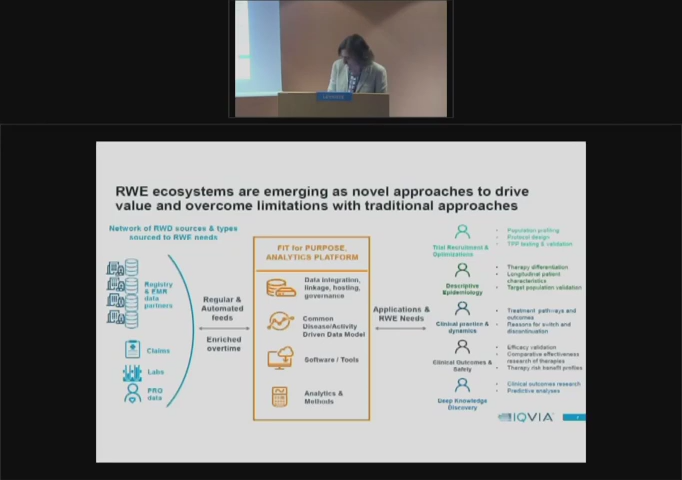 RWE ecosystems are emerging as novel approaches to drive
value and overcome limitations with traditional approaches
Network of RWD sources & types
sourced to RWE needs
Registry
& EMR
data
partners
Claims
Labs
PRO
data
Regular &
Automated
feeds
Enriched
overtime
FIT for PURPOSE,
ANALYTICS PLATFORM
Data integration,
linkage, hosting,
governance
Common
Disease/Activity
Driven Data Model
Software / Tools
Analytics &
Methods
Applications &
RWE Needs
Trial Recruitment &
Optimizations
• Population profiling
• Protocol design
• TPP testing & validation
Descriptive
Epidemiology
• Therapy differentiation
• Longitudinal patient
characteristics
• Target population validation
Clinical practice &
dynamics
• Treatment pathways and
outcomes
• Reasons for switch and
discontinuation
Clinical Outcomes &
Safety
• Efficacy validation
• Comparative effectiveness
research of therapies
• Therapy risk benefit profiles
Deep Knowledge
Discovery
• Clinical outcomes research
• Predictive analyses
IQVIA